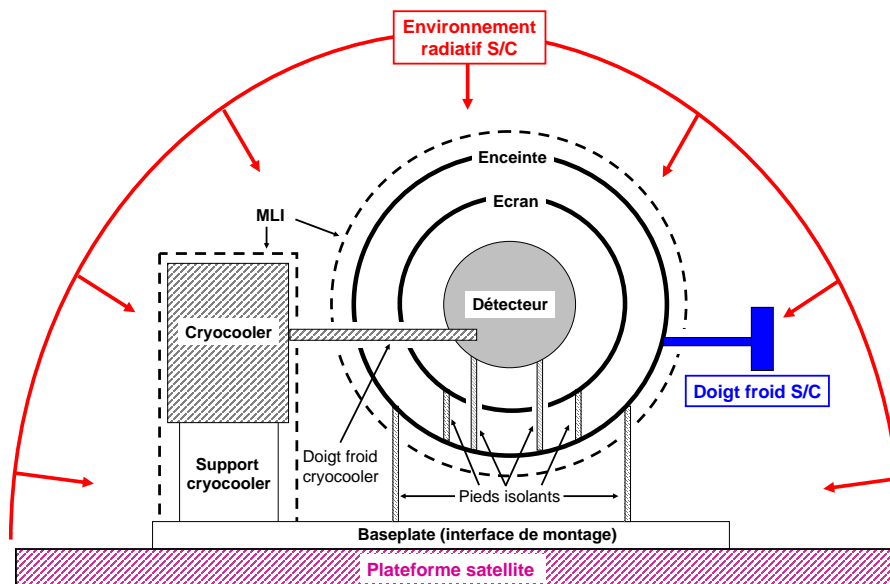 Environnement
radiatif S/C
Enceinte
Ecran
MLI
Détecteur
Cryocooler
Doigt froid S/C
Doigt froid
cryocooler
Support
cryocooler
Pieds isolants
Baseplate (interface de montage)
Plateforme satellite